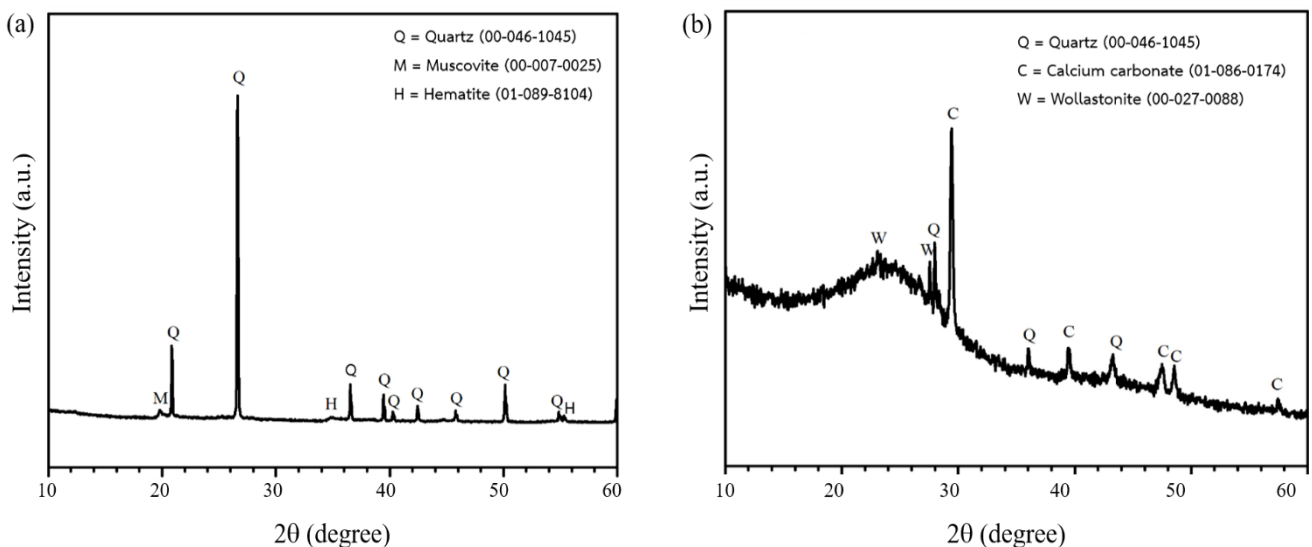 (a)
Q = Quartz (00-046-1045)
M = Muscovite (00-007-0025)
H = Hematite (01-089-8104)
Q
Q
M
H
Q
Q
Q
Q
Q
Q
Q
H
Intensity (a.u.)
10 20 30 40 50 60
2θ (degree)
(b)
Q = Quartz (00-046-1045)
C = Calcium carbonate (01-086-0174)
W = Wollastonite (00-027-0088)
C
W
W
Q
Q
C
Q
C
C
C
Intensity (a.u.)
10 20 30 40 50 60
2θ (degree)